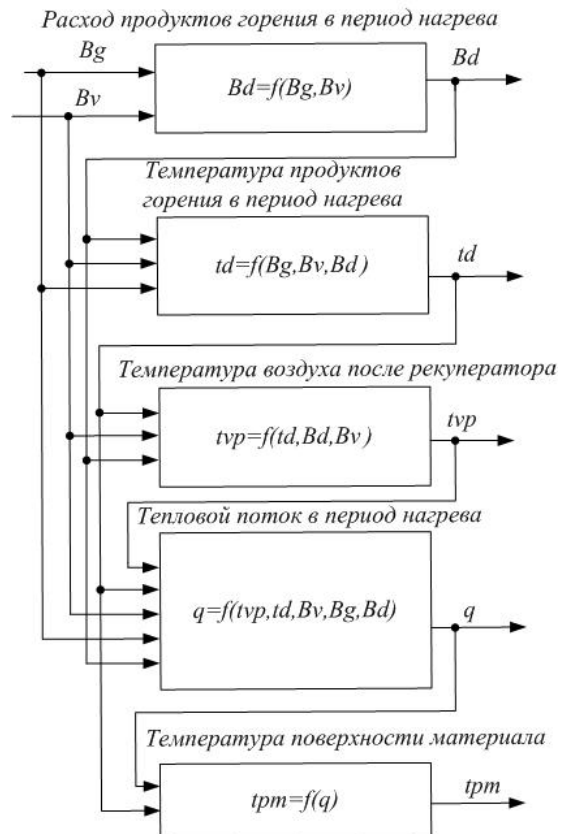 Расход продуктов горения в период нагрева
Bg
Bd
Bd=f(Bg,Bv)
Bv
Температура продуктов
горения в период нагрева
td=f(Bg,Bv,Bd)
td
Температура воздуха после рекуператора
tvp=f(td,Bd,Bv)
tvp
Тепловой поток в период нагрева
q=f(tvp,td,Bv,Bg,Bd)
q
Температура поверхности материала
tpm=f(q)
tpm